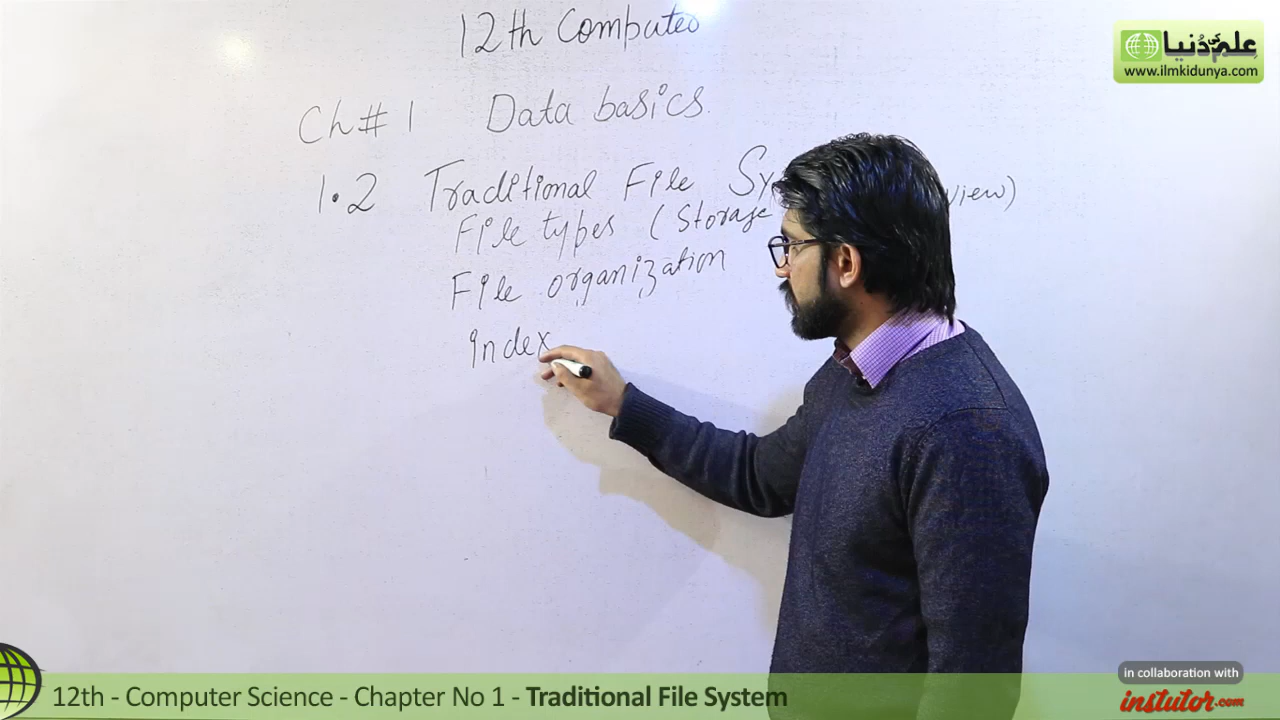 12th Computer
علم کی دُنیا
www.ilmkidunya.com
Ch # 1 Data basics.
1.2 Traditional File Sy
File types (Storage view)
File organization
index
in collaboration with
instutor.com
12th - Computer Science - Chapter No 1 - Traditional File System